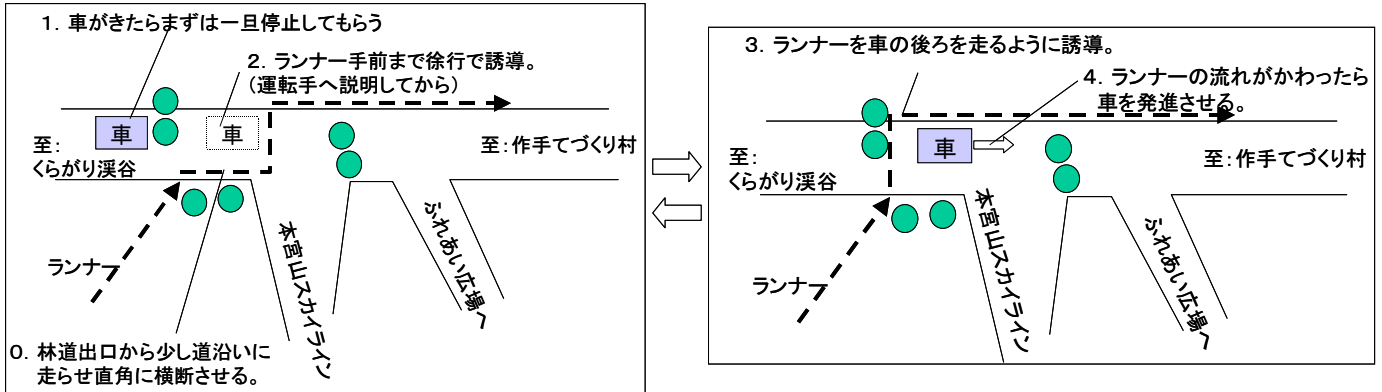 1．車がきたらまずは一旦停止してもらう
2．ランナー手前まで徐行で誘導。
(運転手へ説明してから)
車
車
至：
くらがり渓谷
至：作手てづくり村
ランナー
本宮山スカイライン
ふれあい広場へ
0．林道出口から少し道沿いに
走らせ直角に横断させる。
3．ランナーを車の後ろを走るように誘導。
4．ランナーの流れがかわったら
車を発進させる。
車
至：
くらがり渓谷
至：作手てづくり村
ランナー
本宮山スカイライン
ふれあい広場へ